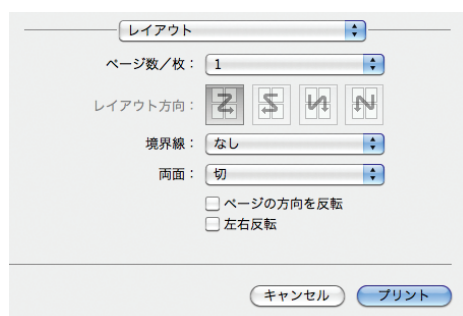 レイアウト
ページ数／枚： 1
レイアウト方向：
境界線： なし
両面： 切
ページの方向を反転
左右反転
キャンセル プリント